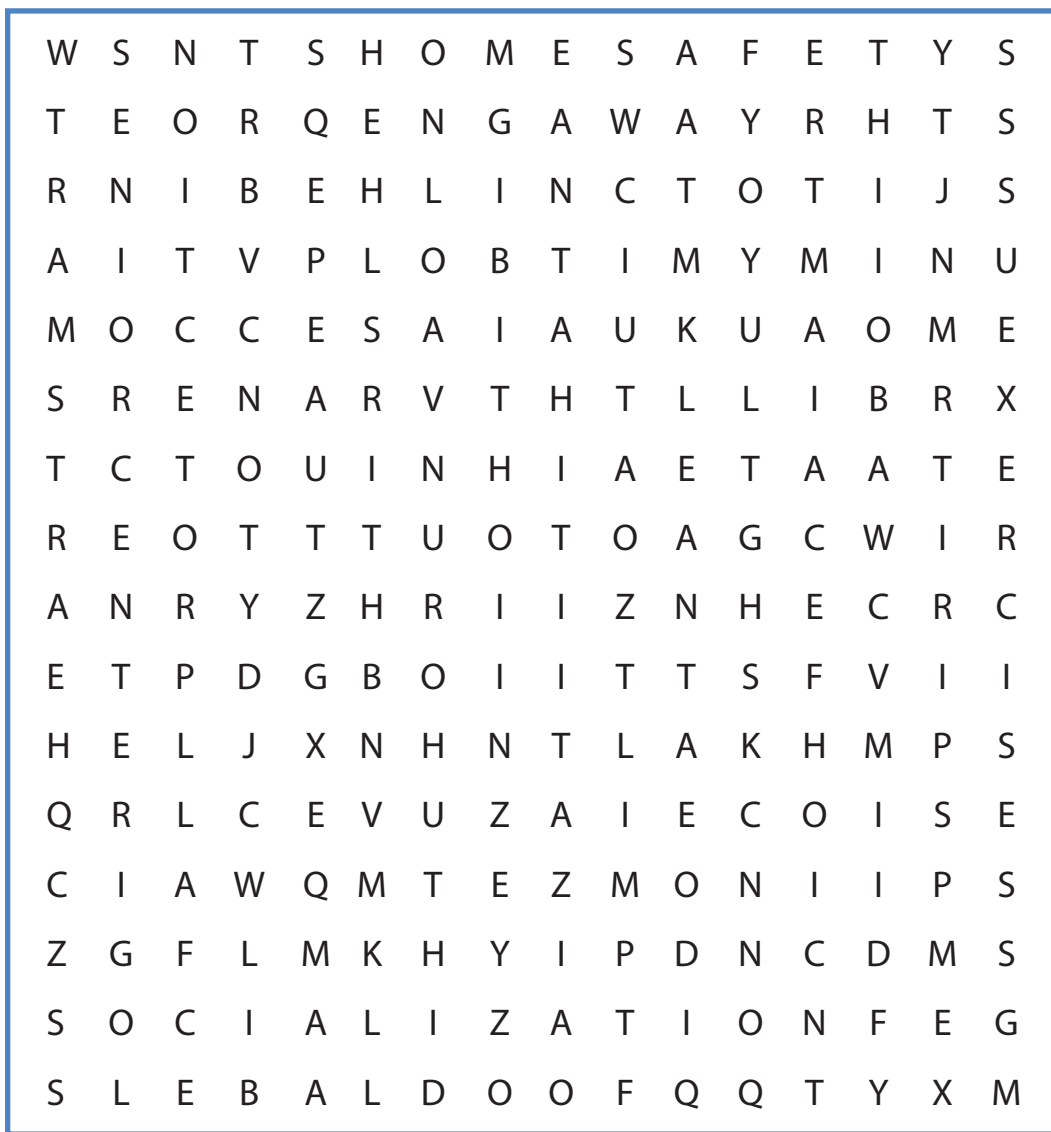 W S N T S H O M E S A F E T Y S
T E O R Q E N G A W A Y R H T S
R N I B E H L I N C T O T I J S
A I T V P L O B T I M Y M I N U
M O C C E S A I A U K U A O M E
S R E N A R V T H T L L I B R X
T C T O U I N H I A E T A A T E
R E O T T T U O T O A G C W I R
A N R Y Z H R I I Z N H E C R C
E T P D G B O I I T T S F V I I
H E L J X N H N T L A K H M P S
Q R L C E V U Z A I E C O I S E
C I A W Q M T E Z M O N I I P S
Z G F L M K H Y I P D N C D M S
S O C I A L I Z A T I O N F E G
S L E B A L D O O F Q Q T Y X M